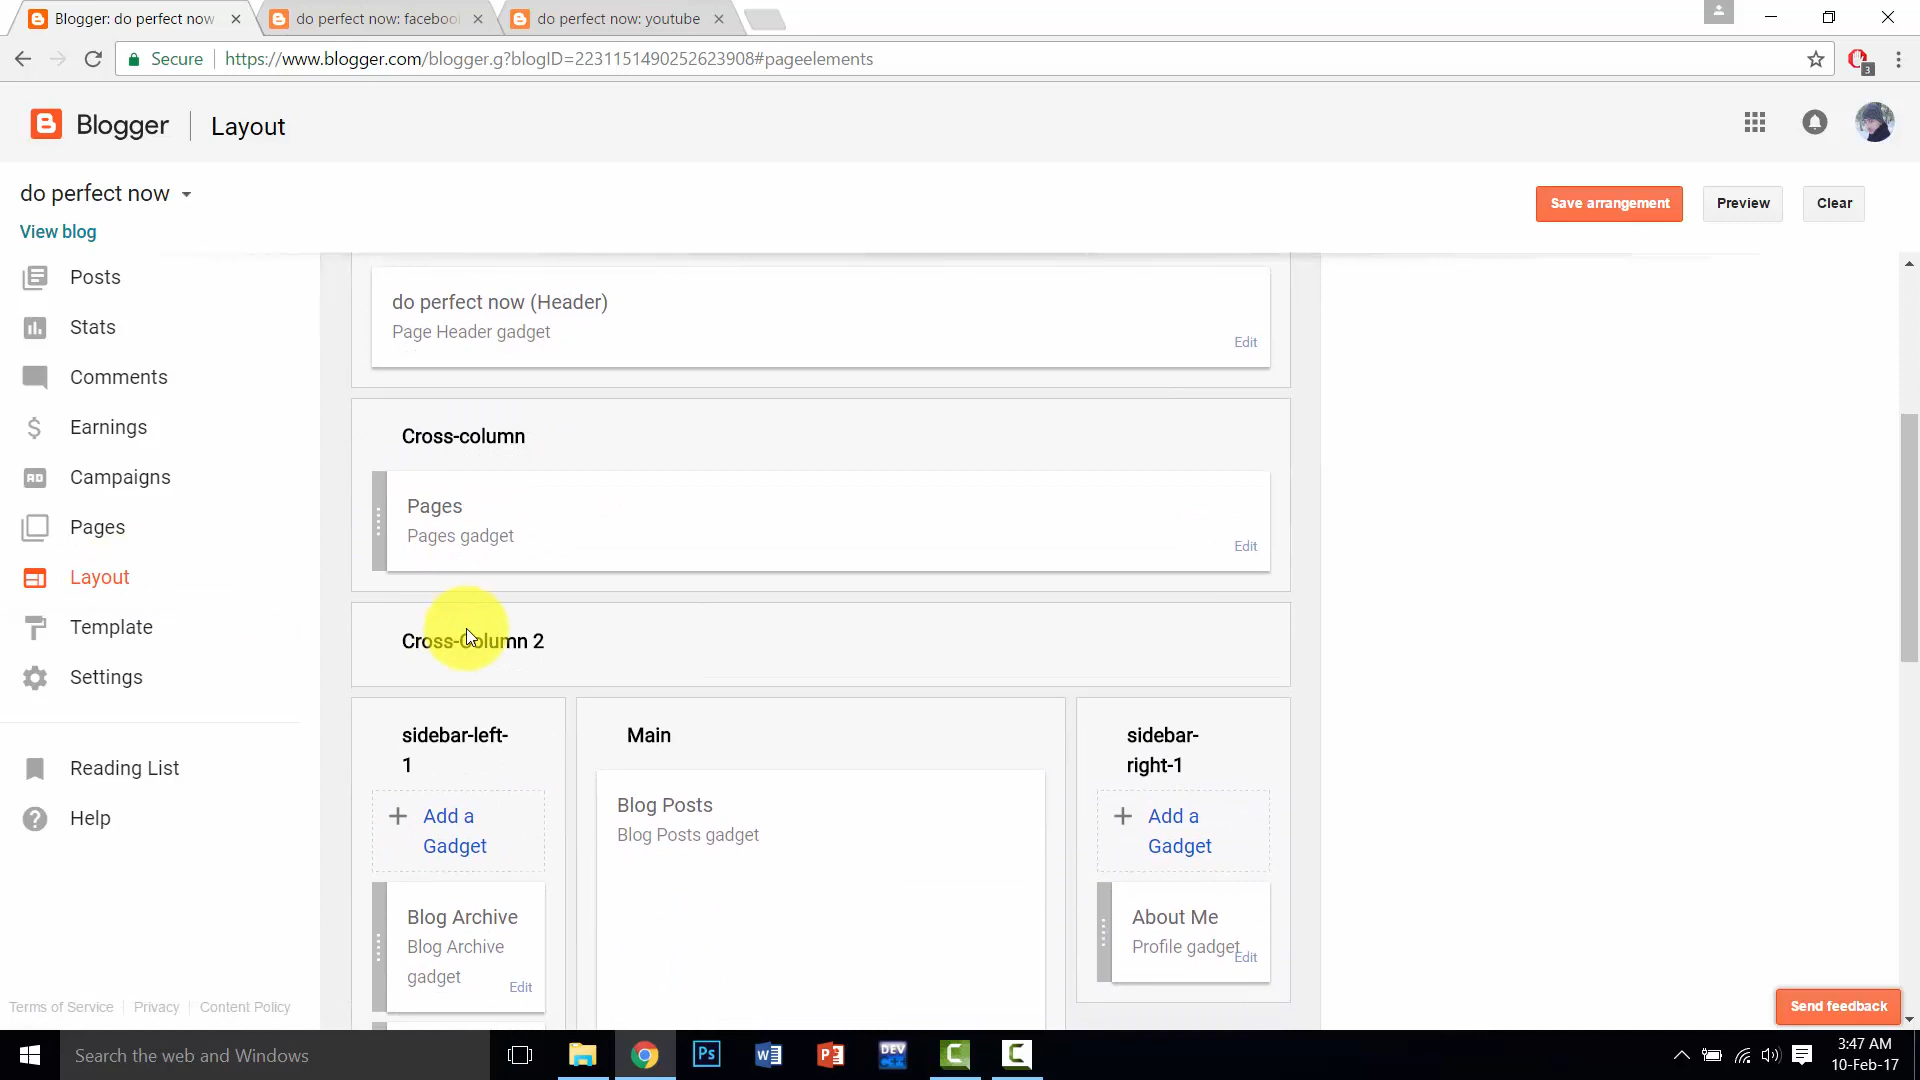 Blogger: do perfect now
do perfect now: facebook
do perfect now: youtube
Secure
https://www.blogger.com/blogger.g?blogID=2231151490252623908#pageelements
3
Blogger
Layout
do perfect now
View blog
Save arrangement
Preview
Clear
Posts
Stats
Comments
Earnings
Campaigns
Pages
Layout
Template
Settings
Reading List
Help
Terms of Service
Privacy
Content Policy
do perfect now (Header)
Page Header gadget
Edit
Cross-column
Pages
Pages gadget
Edit
Cross-Column 2
sidebar-left-
1
Add a
Gadget
Blog Archive
Blog Archive
gadget
Edit
Main
Blog Posts
Blog Posts gadget
sidebar-
right-1
Add a
Gadget
About Me
Profile gadget
Edit
Send feedback
Search the web and Windows
Ps
DEV
3:47 AM
10-Feb-17